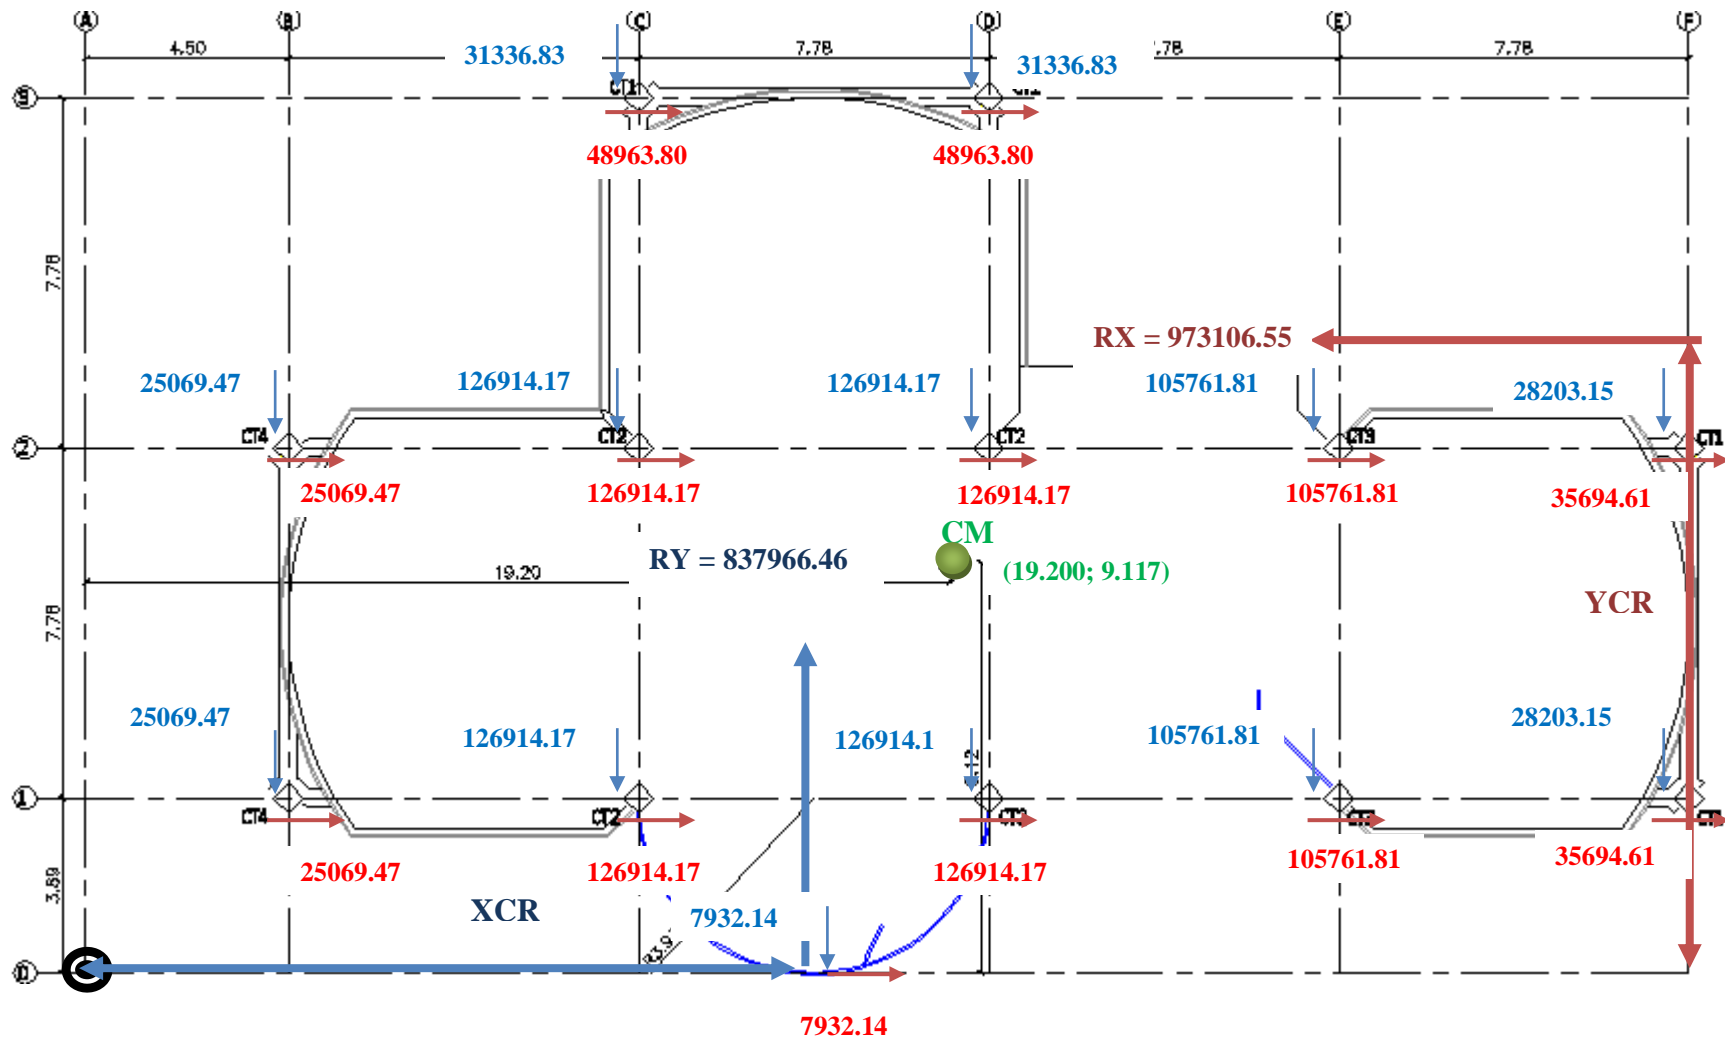 A B C D E F
4.50 31336.83 7.78 31336.83 .78 7.78
3
CT1
48963.80 48963.80
7.78
RX = 973106.55
25069.47 126914.17 126914.17 105761.81 28203.15
CT4 CT2 CT2 CT3 CT1
2
25069.47 126914.17 126914.17 105761.81 35694.61
CM
RY = 837966.46
19.20
(19.200; 9.117)
YCR
7.78
25069.47 126914.17 126914.1 105761.81 28203.15
1
CT4 CT2
25069.47 126914.17 126914.17 105761.81 35694.61
3.89
XCR 7932.14
7932.14